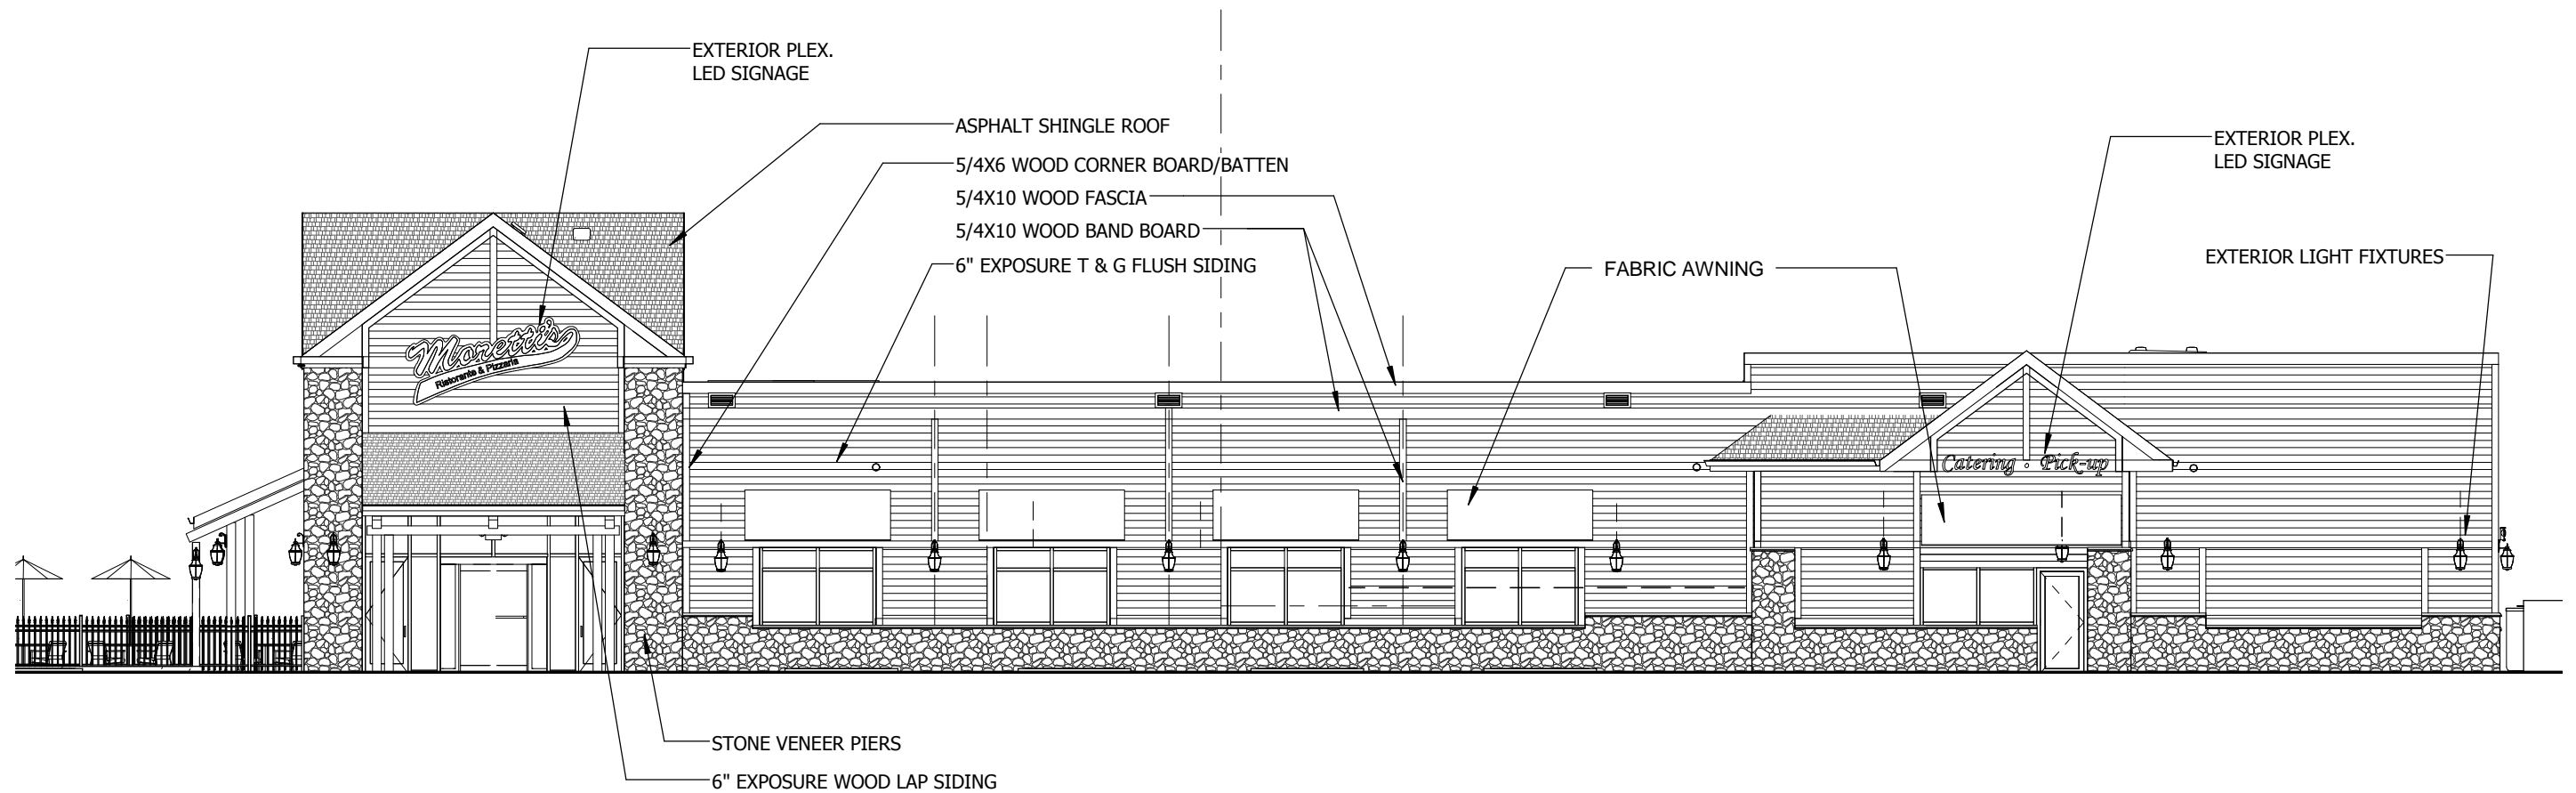 EXTERIOR PLEX.
LED SIGNAGE
ASPHALT SHINGLE ROOF
5/4X6 WOOD CORNER BOARD/BATTEN
5/4X10 WOOD FASCIA
5/4X10 WOOD BAND BOARD
6" EXPOSURE T & G FLUSH SIDING
FABRIC AWNING
EXTERIOR PLEX.
LED SIGNAGE
EXTERIOR LIGHT FIXTURES
Moretti's
Ristorante & Pizzeria
Catering · Pick-up
STONE VENEER PIERS
6" EXPOSURE WOOD LAP SIDING